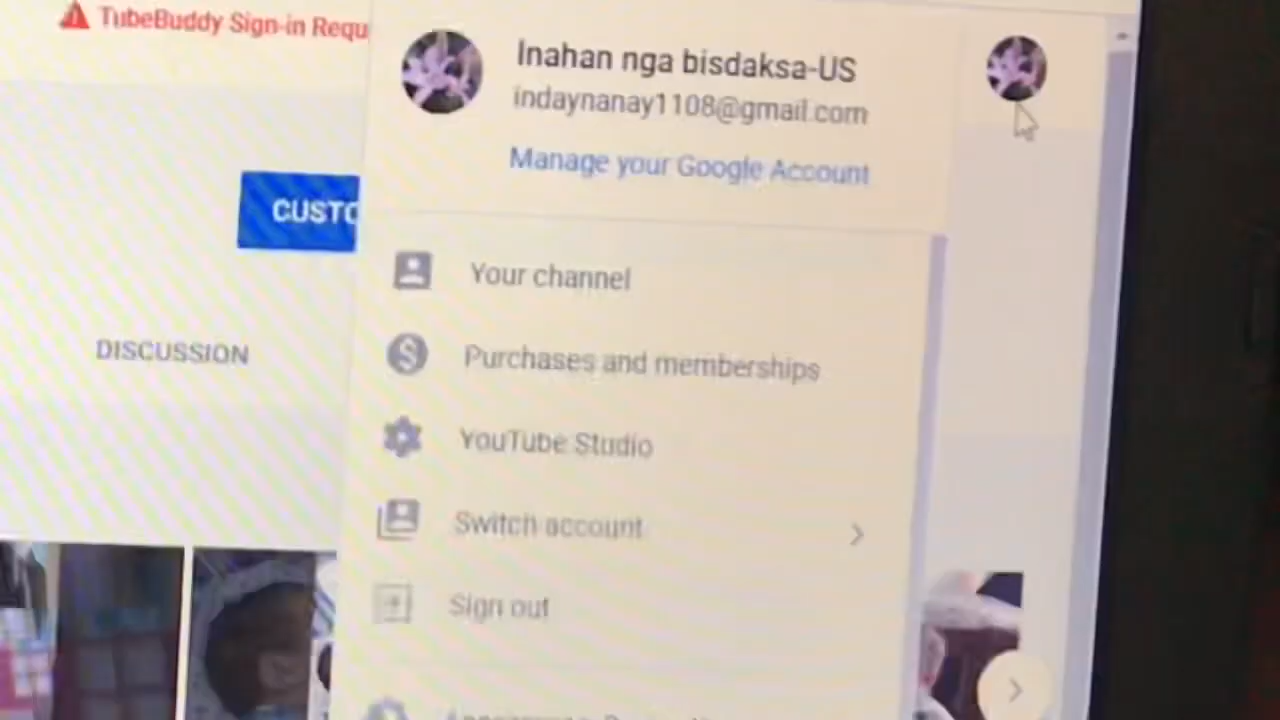 TubeBuddy Sign-in Requ
Inahan nga bisdaksa-US
indaynanay1108@gmail.com
Manage your Google Account
CUSTO
Your channel
DISCUSSION
Purchases and memberships
YouTube Studio
Switch account
Sign out